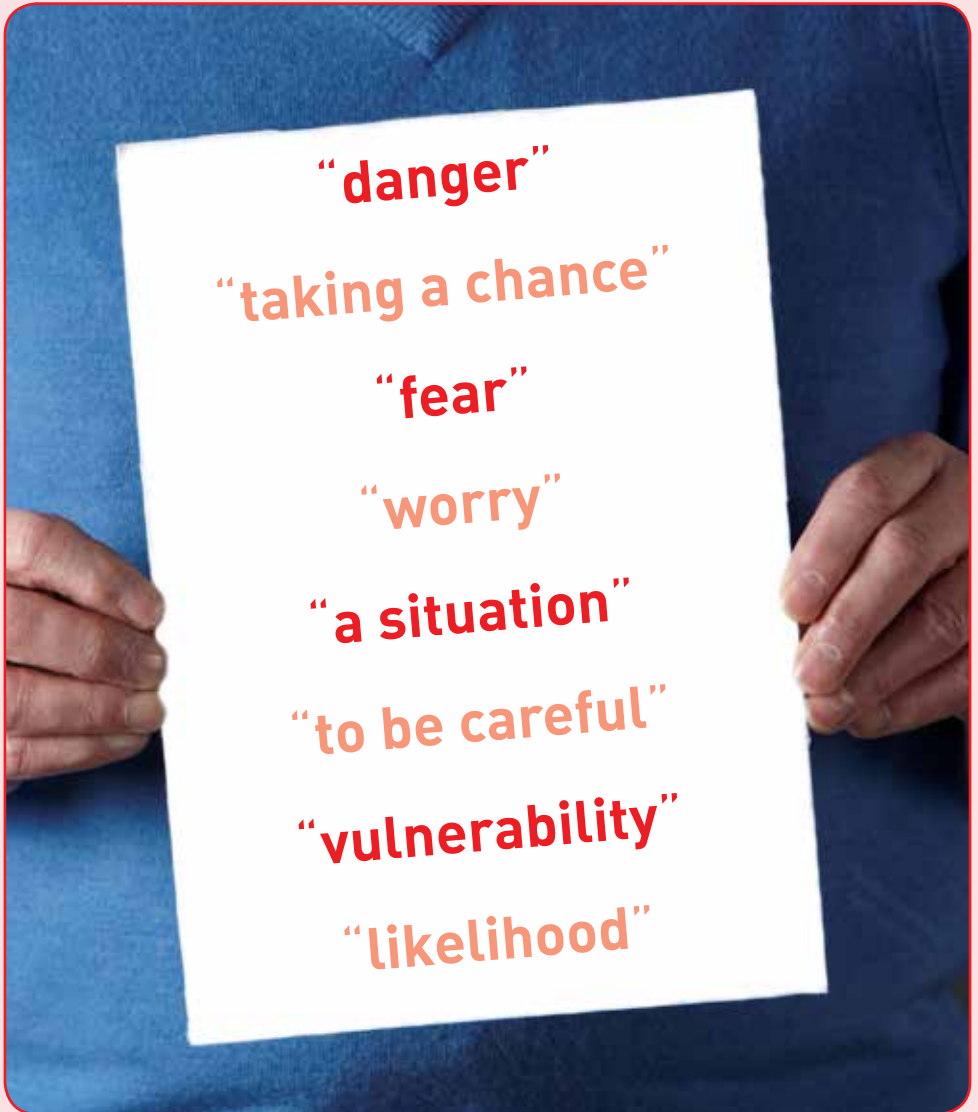 “danger”
“taking a chance”
“fear”
“worry”
“a situation”
“to be careful”
“vulnerability”
“likelihood”